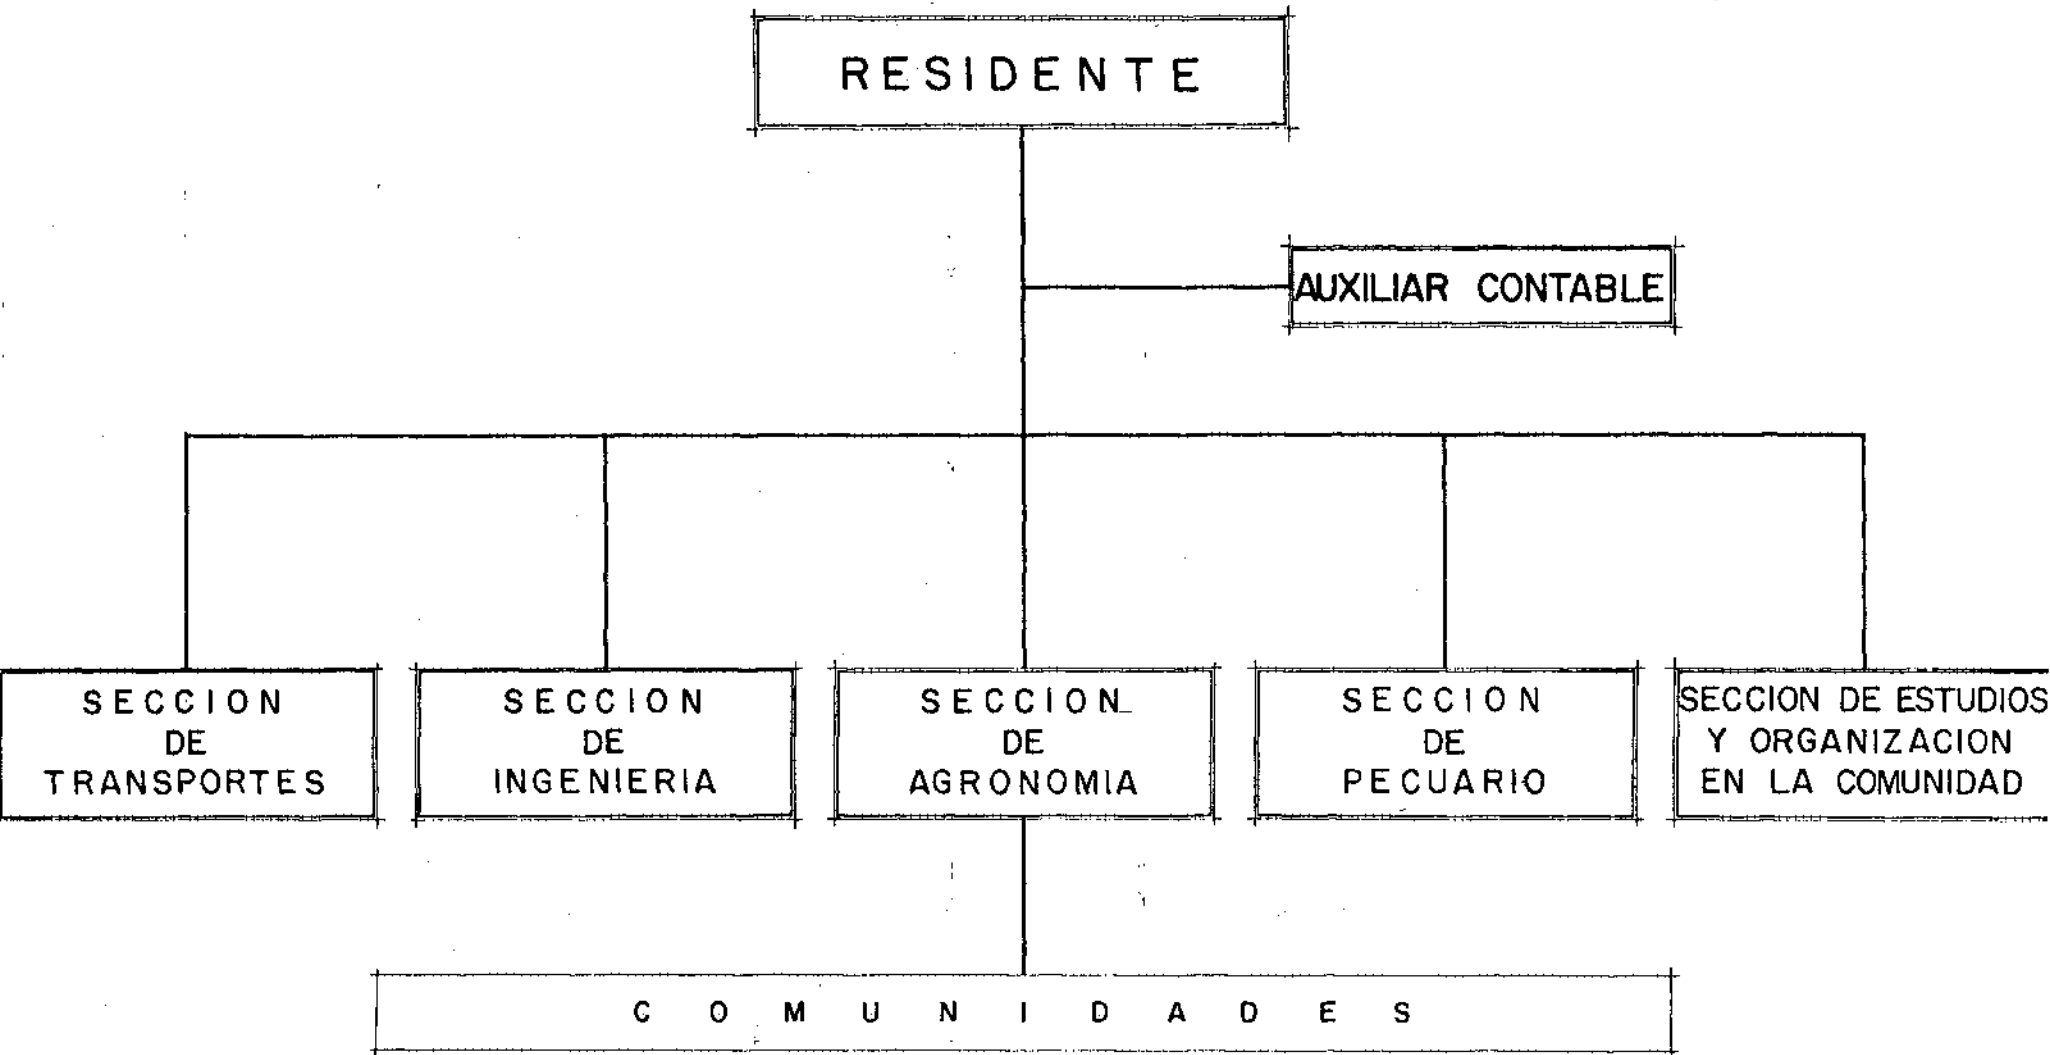 RESIDENTE
AUXILIAR CONTABLE
SECCION
DE
TRANSPORTES
SECCION
DE
INGENIERIA
SECCION
DE
AGRONOMIA
SECCION
DE
PECUARIO
SECCION DE ESTUDIOS
Y ORGANIZACION
EN LA COMUNIDAD
COMUNIDADES